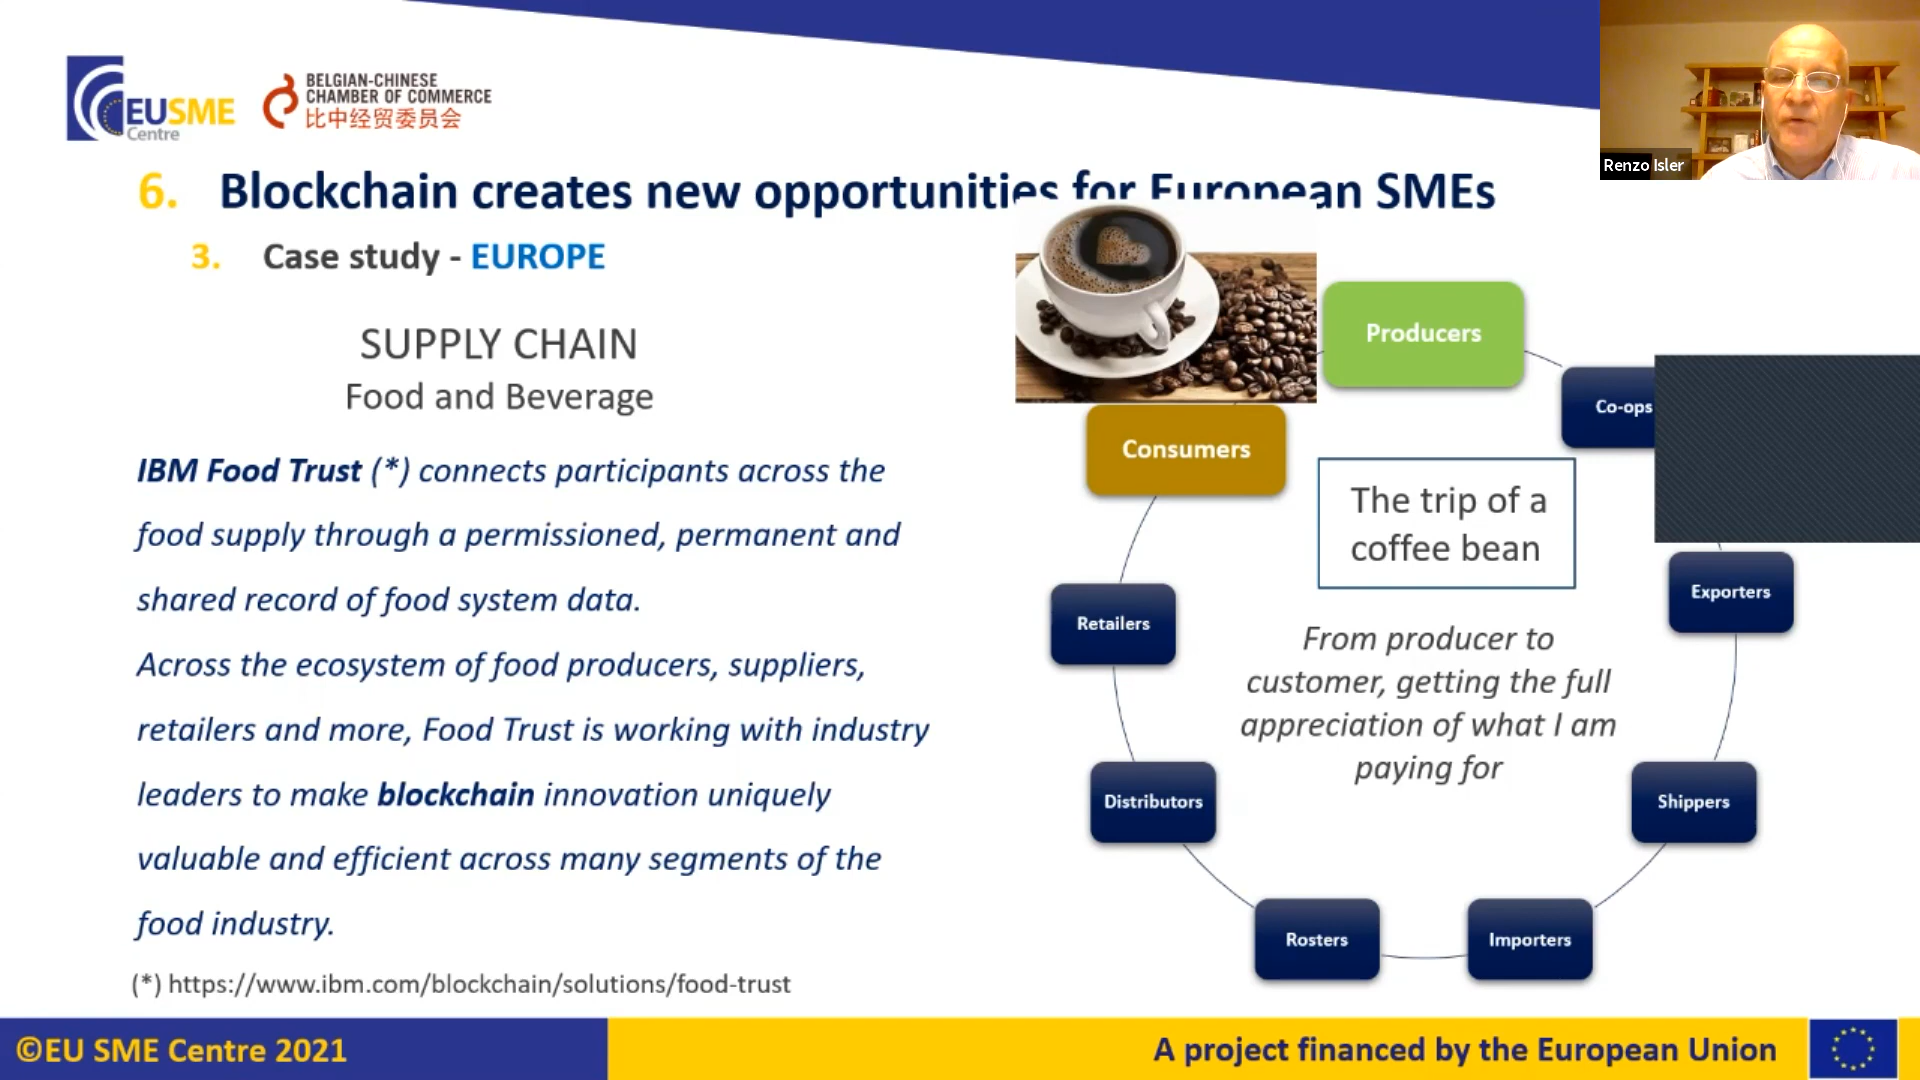 EUSME
Centre
BELGIAN-CHINESE
CHAMBER OF COMMERCE
比中经贸委员会
Renzo Isler
6. Blockchain creates new opportunities for European SMEs
3. Case study - EUROPE
SUPPLY CHAIN
Food and Beverage
IBM Food Trust (*) connects participants across the
food supply through a permissioned, permanent and
shared record of food system data.
Across the ecosystem of food producers, suppliers,
retailers and more, Food Trust is working with industry
leaders to make blockchain innovation uniquely
valuable and efficient across many segments of the
food industry.
(*) https://www.ibm.com/blockchain/solutions/food-trust
Producers
Co-ops
Consumers
The trip of a
coffee bean
Exporters
Retailers
From producer to
customer, getting the full
appreciation of what I am
paying for
Distributors
Shippers
Rosters
Importers
©EU SME Centre 2021
A project financed by the European Union